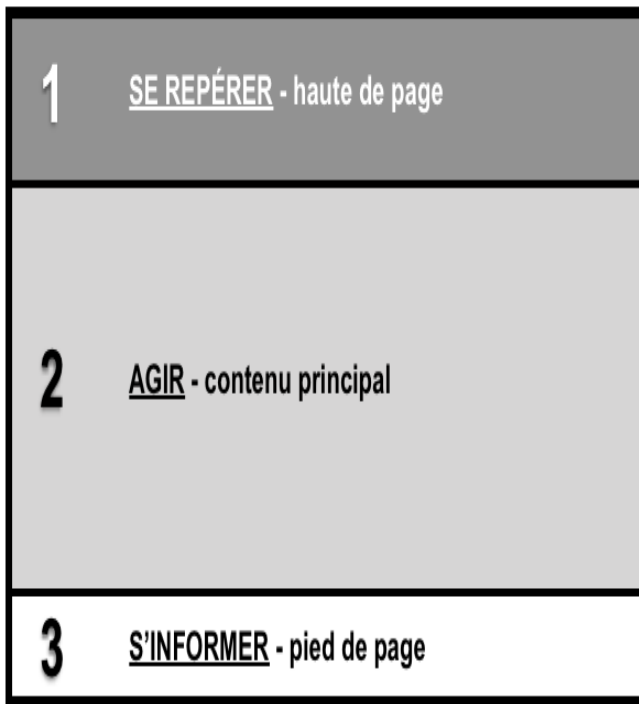 1 SE REPÉRER - haute de page
2 AGIR - contenu principal
3 S'INFORMER - pied de page